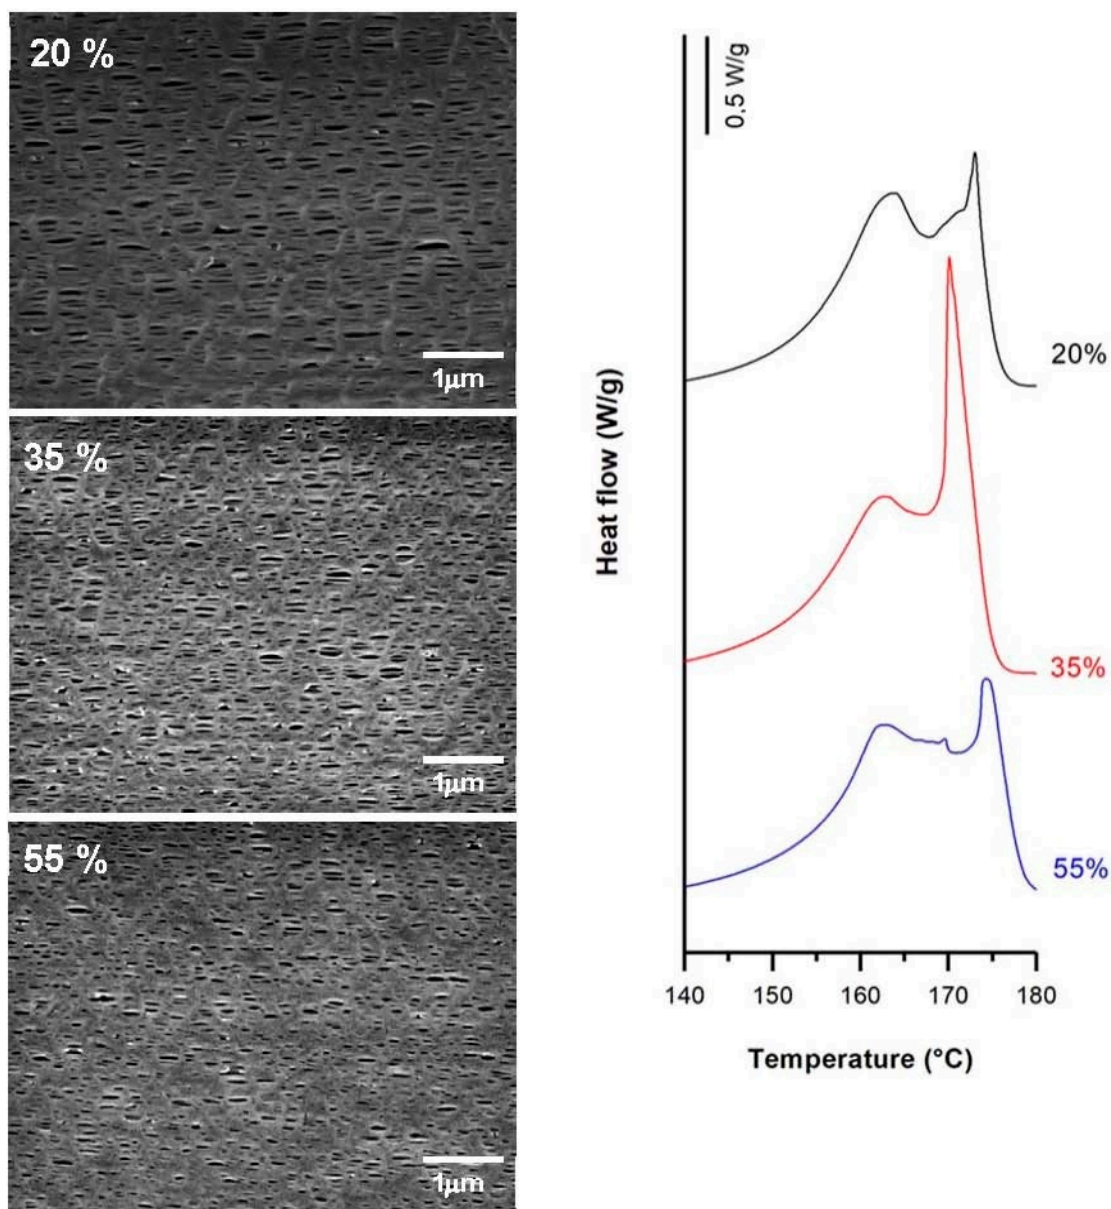 20 %
1µm
35 %
1µm
55 %
1µm
0.5 W/g
Heat flow (W/g)
20%
35%
55%
140 150 160 170 180
Temperature (°C)